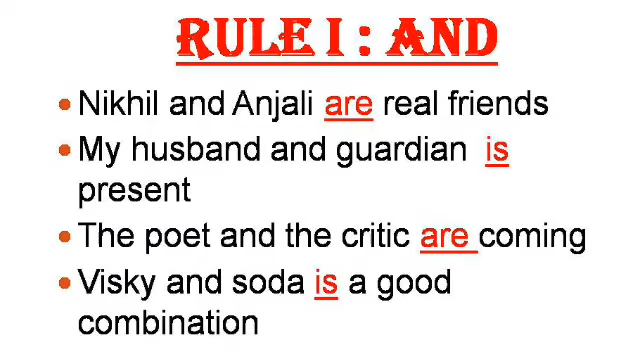 RULE I : AND
• Nikhil and Anjali are real friends
• My husband and guardian is
present
• The poet and the critic are coming
• Visky and soda is a good
combination